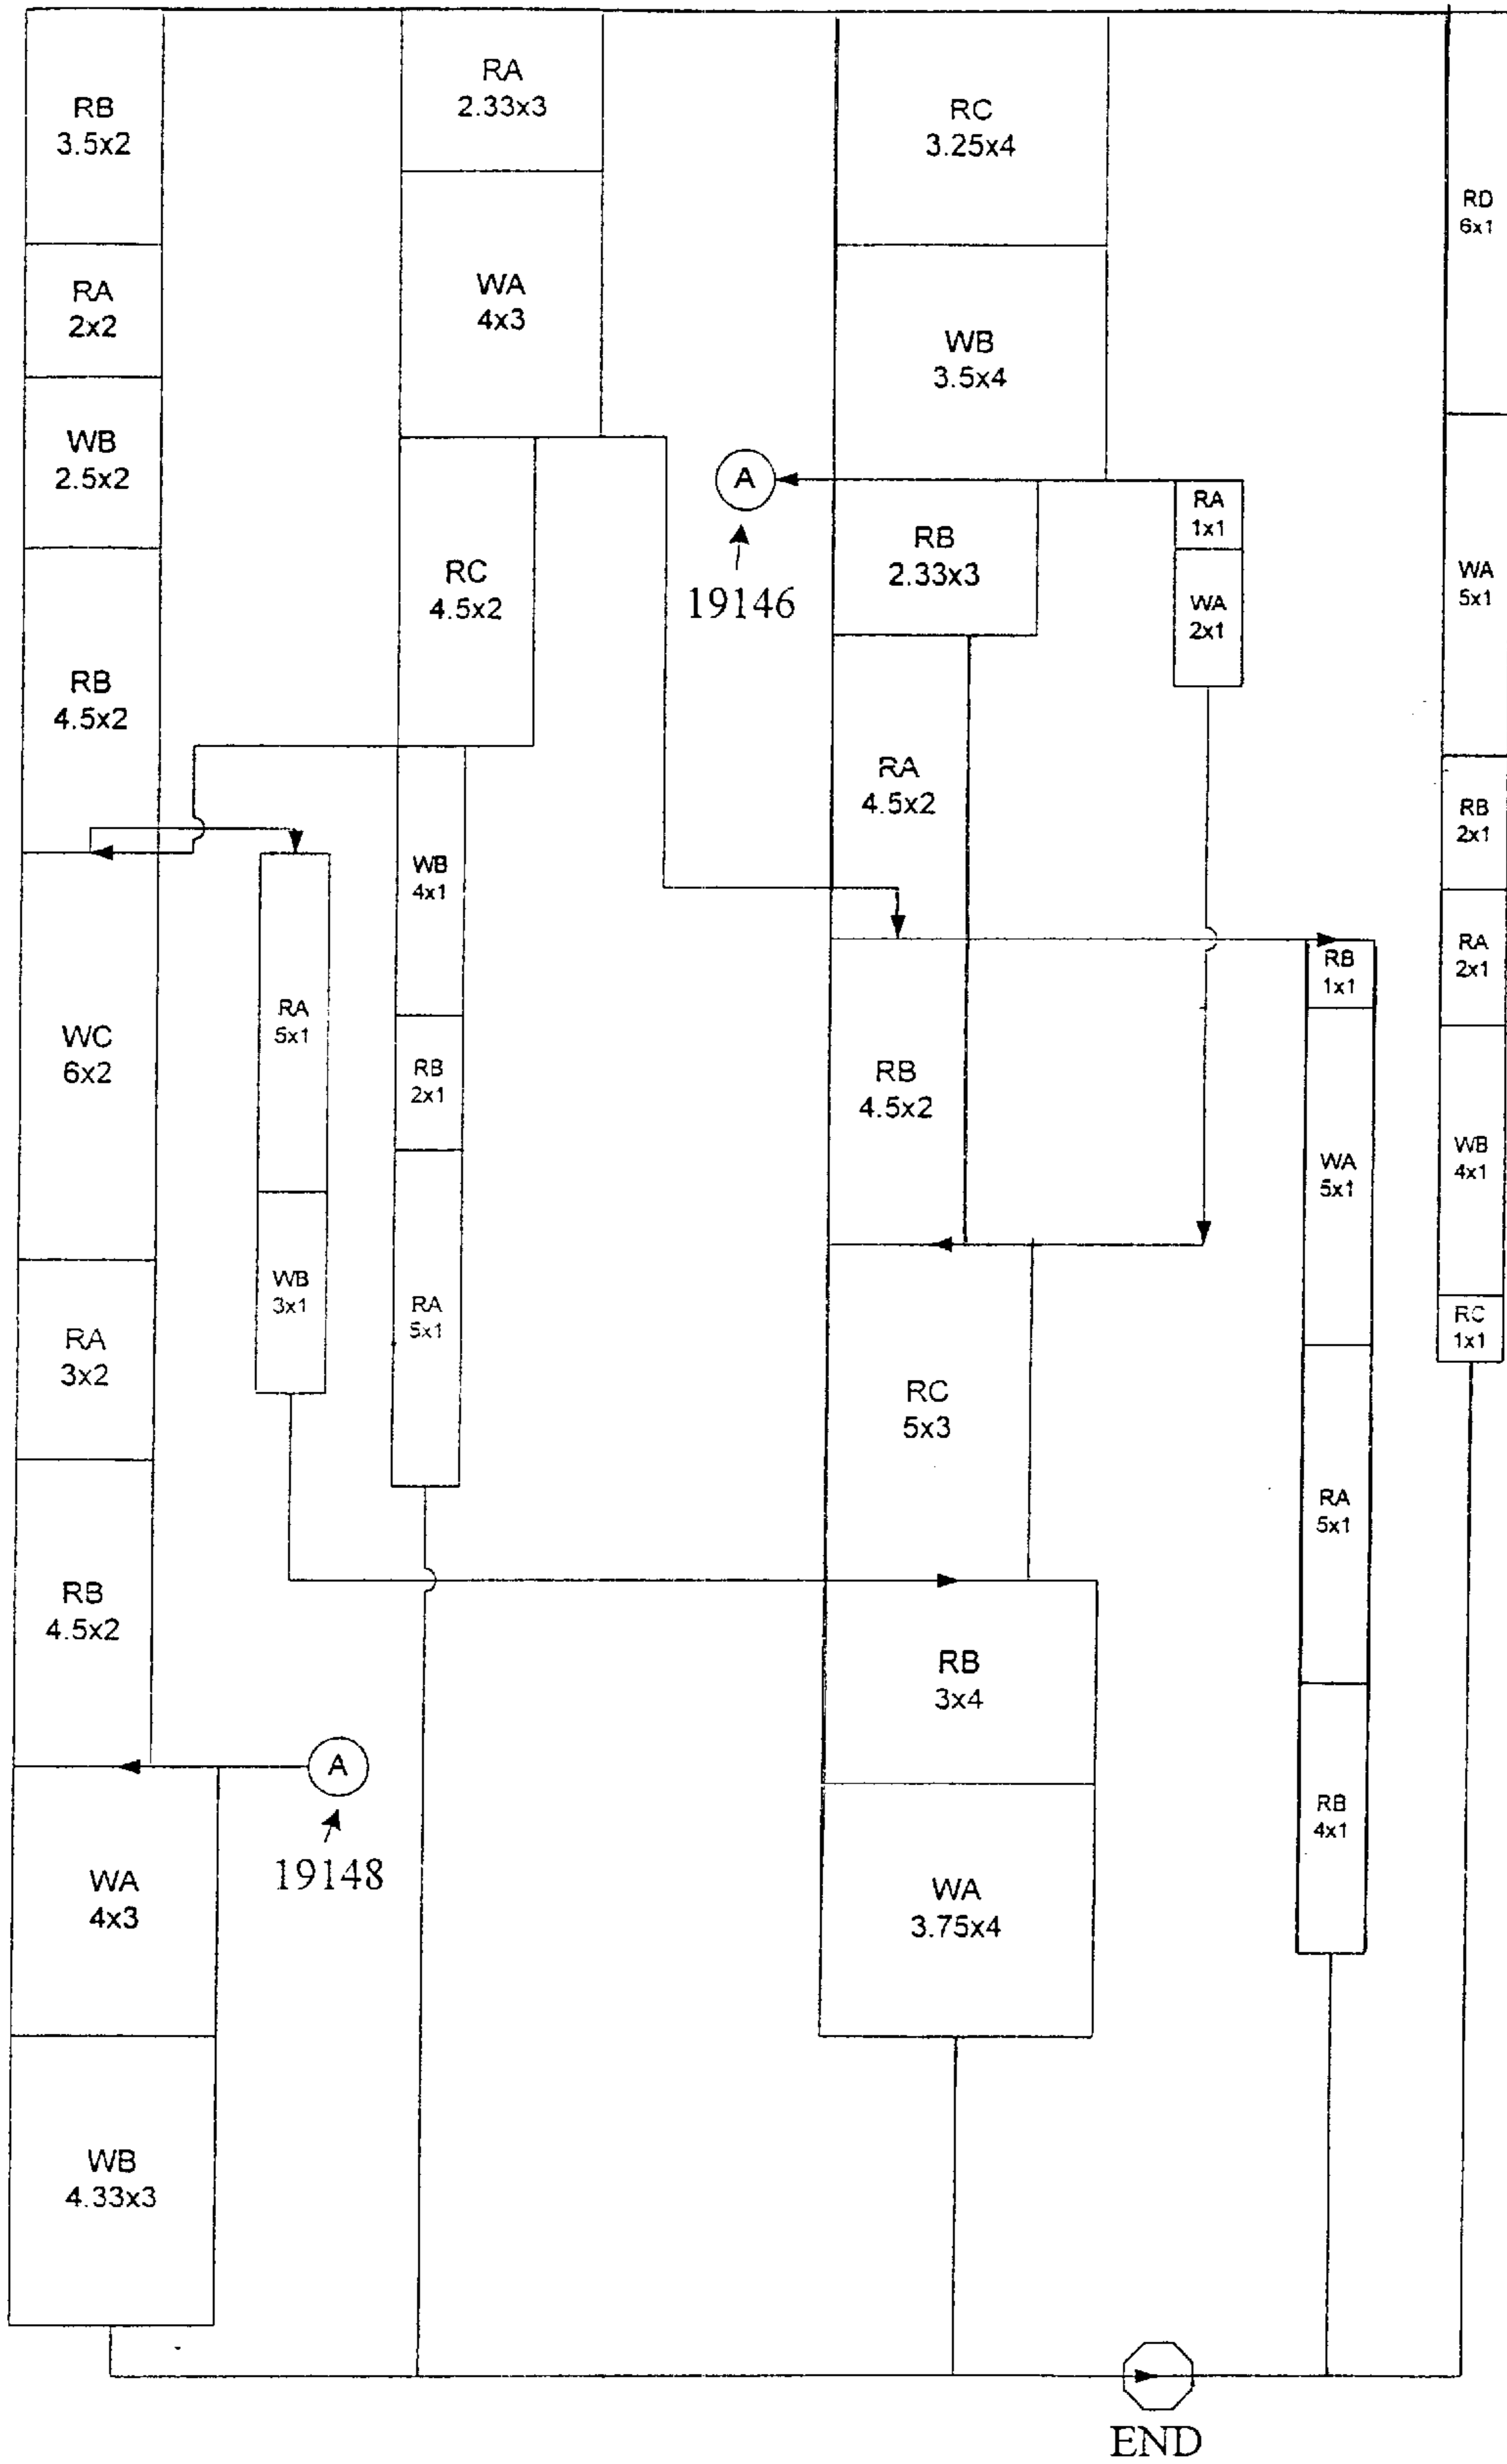 RB
3.5x2
RA
2x2
WB
2.5x2
RB
4.5x2
WC
6x2
RA
3x2
RB
4.5x2
WA
4x3
WB
4.33x3
RA
5x1
WB
3x1
A
19148
RA
2.33x3
WA
4x3
RC
4.5x2
WB
4x1
RB
2x1
RA
5x1
A
19146
RC
3.25x4
WB
3.5x4
RB
2.33x3
RA
4.5x2
RB
4.5x2
RC
5x3
RB
3x4
WA
3.75x4
RA
1x1
WA
2x1
RB
1x1
WA
5x1
RA
5x1
RB
4x1
RD
6x1
WA
5x1
RB
2x1
RA
2x1
WB
4x1
RC
1x1
END